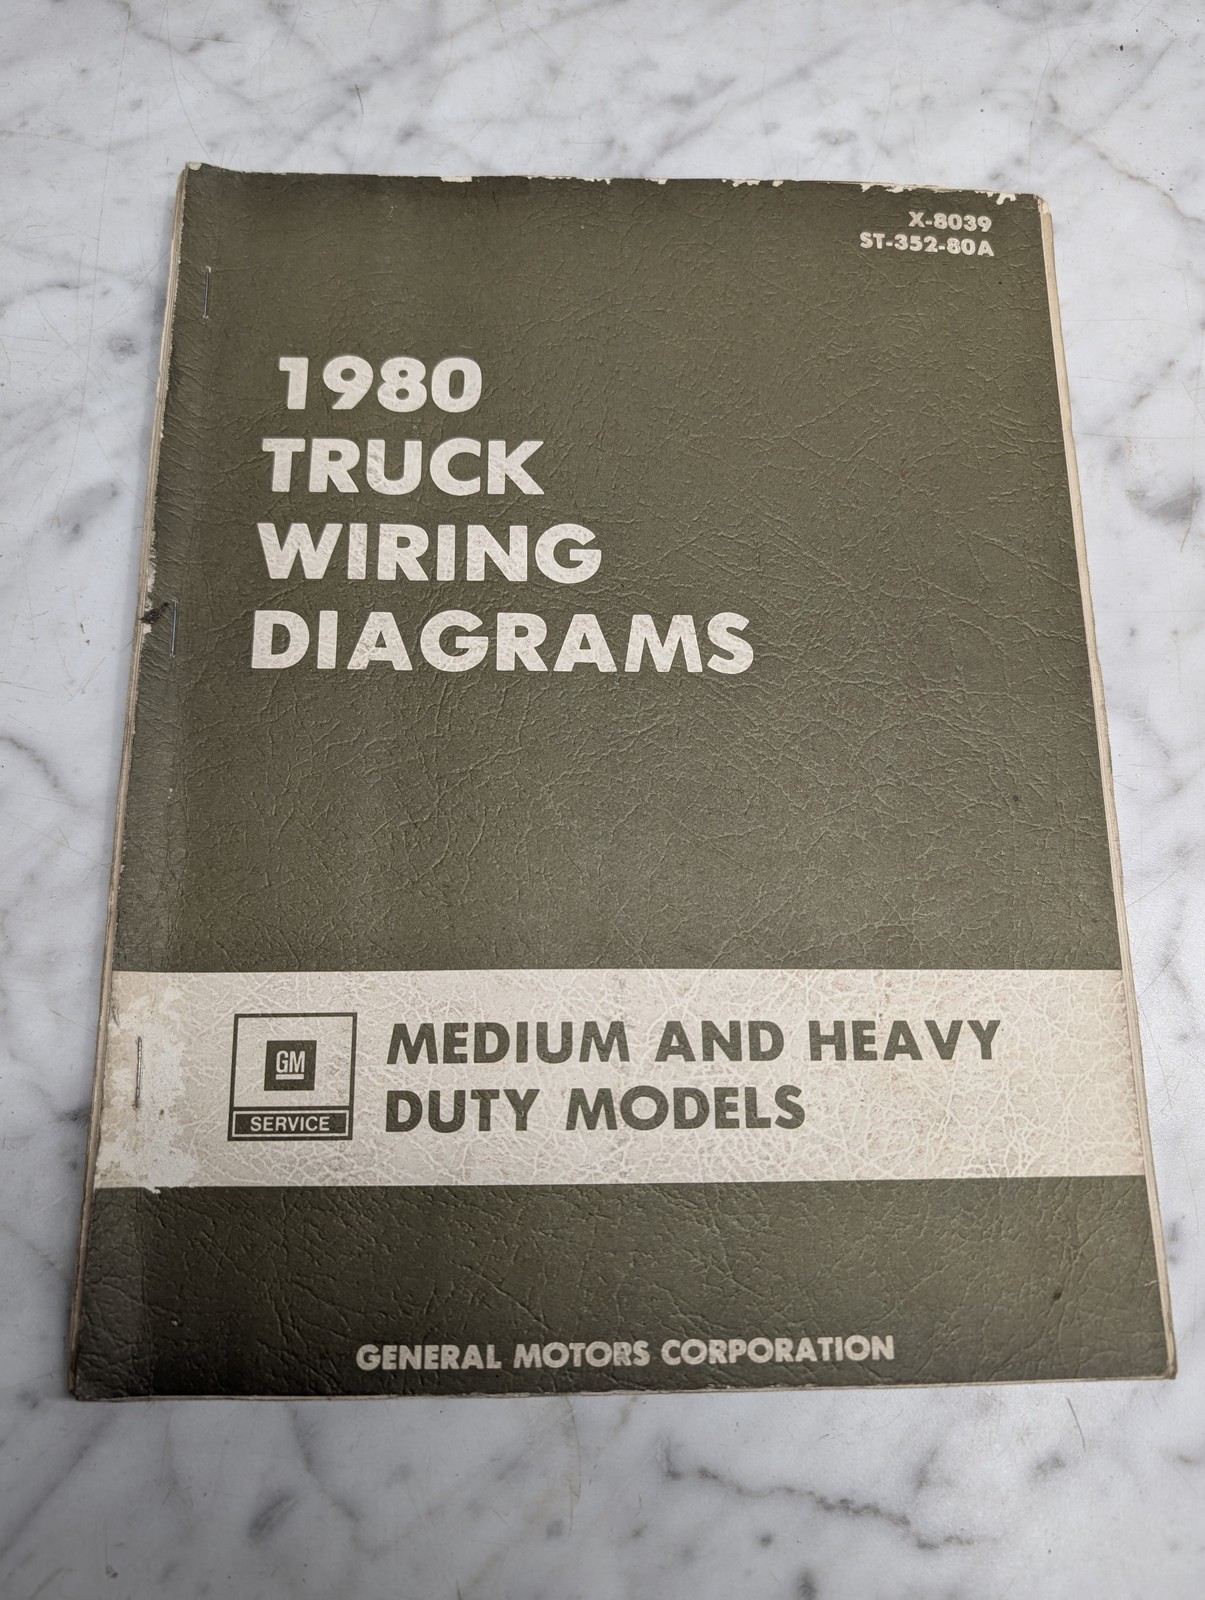 X-8039
ST-352-80A
1980
TRUCK
WIRING
DIAGRAMS
GM
SERVICE
MEDIUM AND HEAVY
DUTY MODELS
GENERAL MOTORS CORPORATION